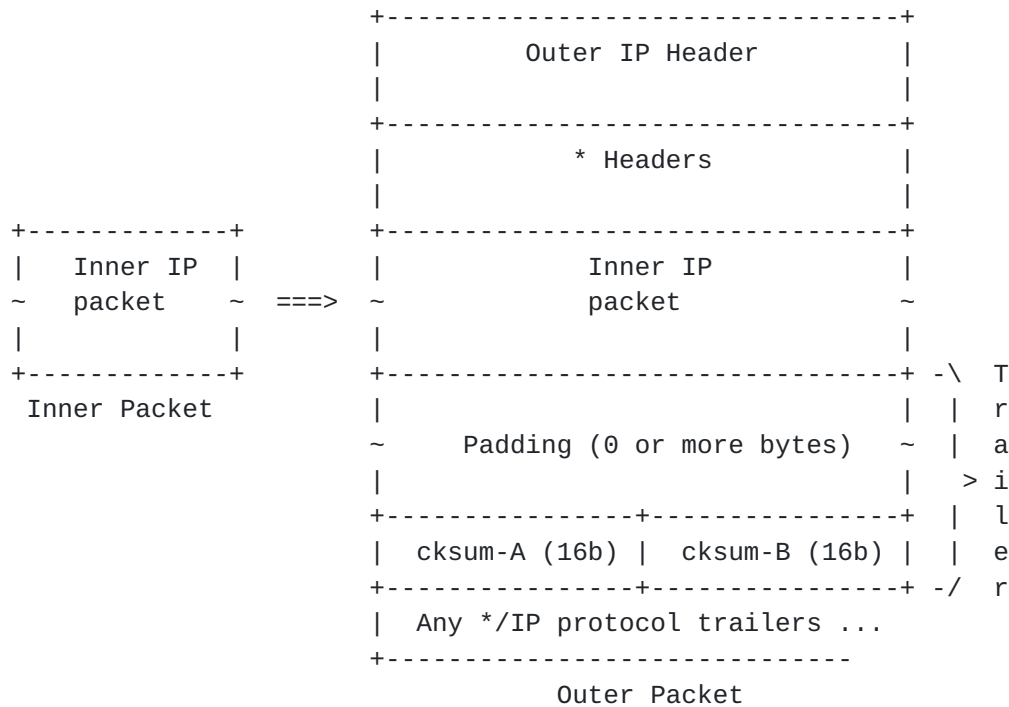 Outer IP Header
* Headers
Inner IP
packet
===>
Inner IP
packet
Inner Packet
Padding (0 or more bytes)
Trailer
cksum-A (16b) | cksum-B (16b)
Any */IP protocol trailers ...
Outer Packet